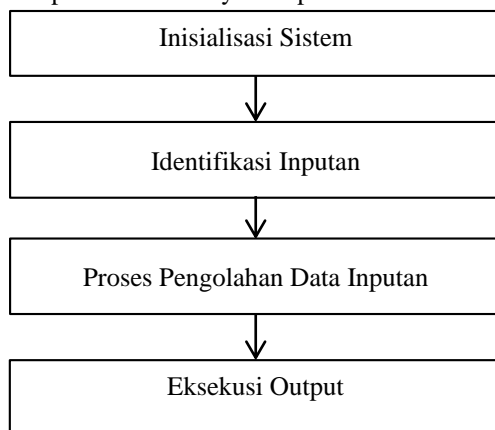 Inisialisasi Sistem
Identifikasi Inputan
Proses Pengolahan Data Inputan
Eksekusi Output